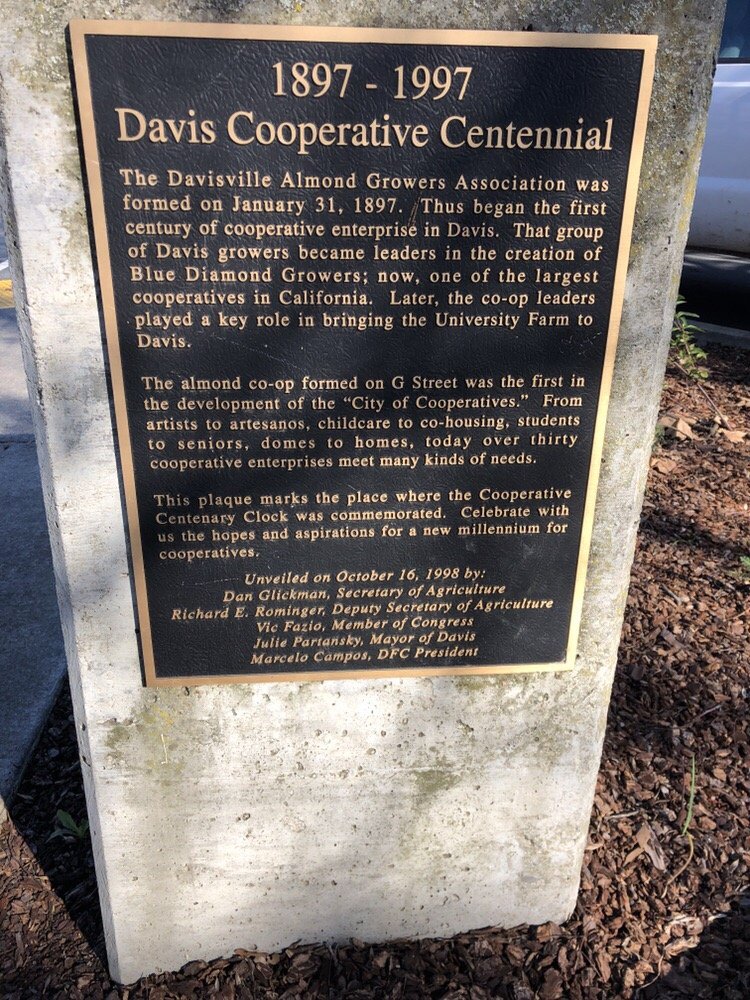 1897 - 1997
Davis Cooperative Centennial
The Davisville Almond Growers Association was
formed on January 31, 1897. Thus began the first
century of cooperative enterprise in Davis. That group
of Davis growers became leaders in the creation of
Blue Diamond Growers; now, one of the largest
cooperatives in California. Later, the co-op leaders
played a key role in bringing the University Farm to
Davis.
The almond co-op formed on G Street was the first in
the development of the “City of Cooperatives.” From
artists to artesanos, childcare to co-housing, students
to seniors, domes to homes, today over thirty
cooperative enterprises meet many kinds of needs.
This plaque marks the place where the Cooperative
Centenary Clock was commemorated. Celebrate with
us the hopes and aspirations for a new millennium for
cooperatives.
Unveiled on October 16, 1998 by:
Dan Glickman, Secretary of Agriculture
Richard E. Rominger, Deputy Secretary of Agriculture
Vic Fazio, Member of Congress
Julie Partansky, Mayor of Davis
Marcelo Campos, DFC President